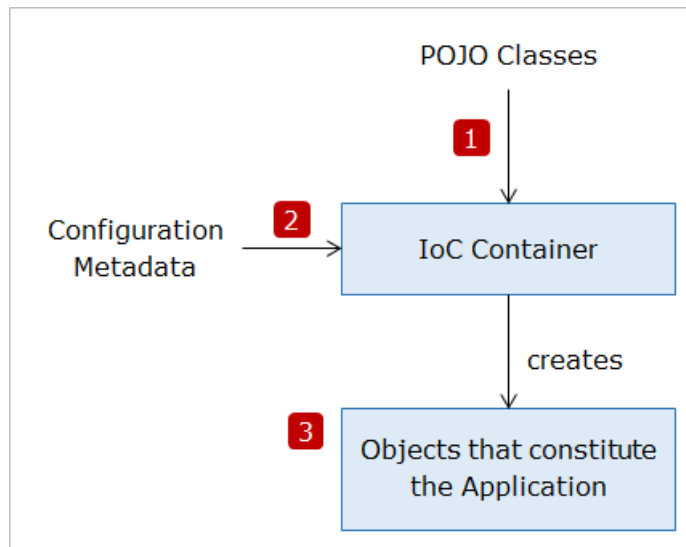 POJO Classes
1
2
Configuration
Metadata
IoC Container
creates
3
Objects that constitute
the Application